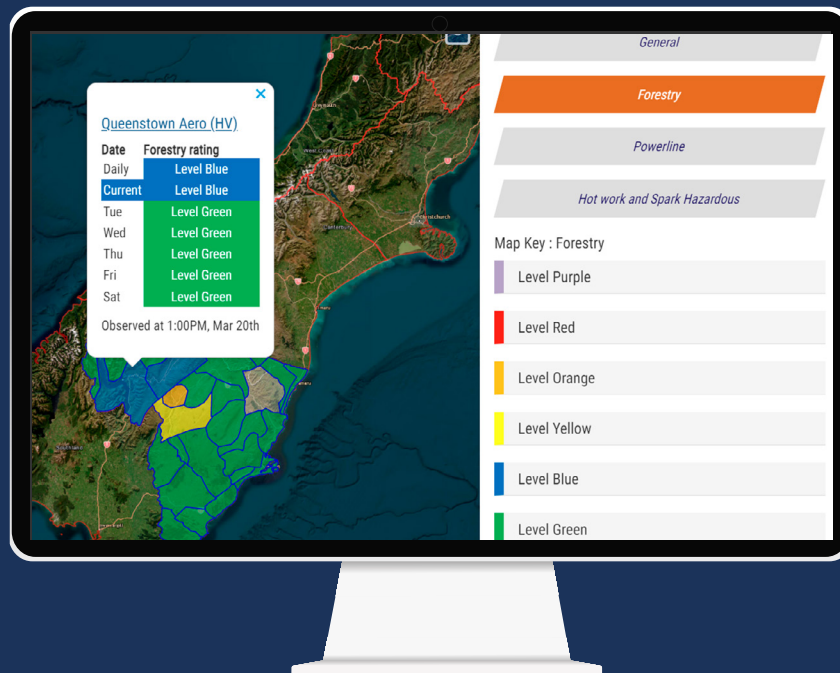 Queenstown Aero (HV)
Date Forestry rating
Daily Level Blue
Current Level Blue
Tue Level Green
Wed Level Green
Thu Level Green
Fri Level Green
Sat Level Green
Observed at 1:00PM, Mar 20th
Canterbury
General
Forestry
Powerline
Hot work and Spark Hazardous
Map Key : Forestry
Level Purple
Level Red
Level Orange
Level Yellow
Level Blue
Level Green